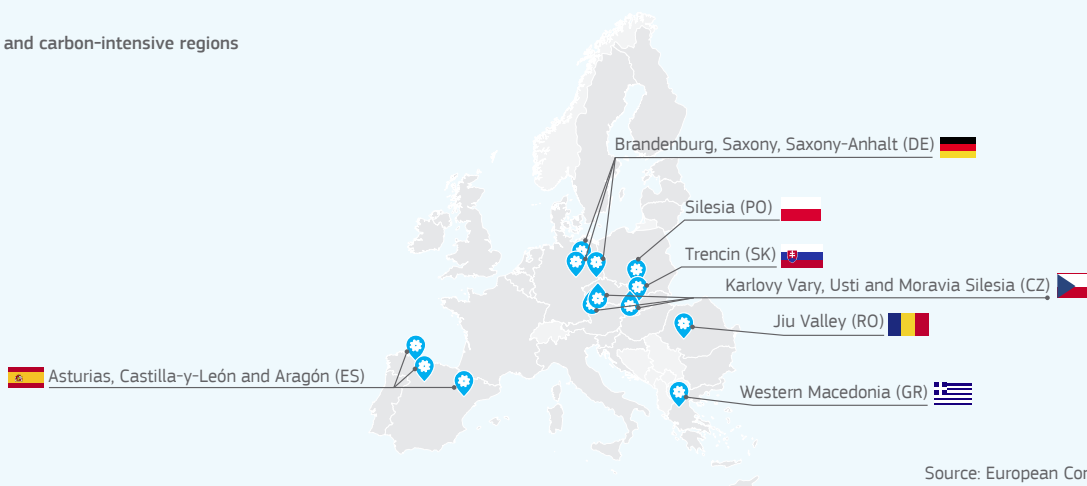 and carbon-intensive regions
Brandenburg, Saxony, Saxony-Anhalt (DE)
Silesia (PO)
Trencin (SK)
Karlovy Vary, Usti and Moravia Silesia (CZ)
Jiu Valley (RO)
Asturias, Castilla-y-León and Aragón (ES)
Western Macedonia (GR)
Source: European